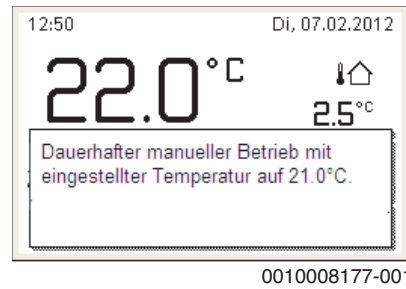 12:50 Di, 07.02.2012
22.0°C
2.5°C
Dauerhafter manueller Betrieb mit
eingestellter Temperatur auf 21.0°C.
0010008177-001